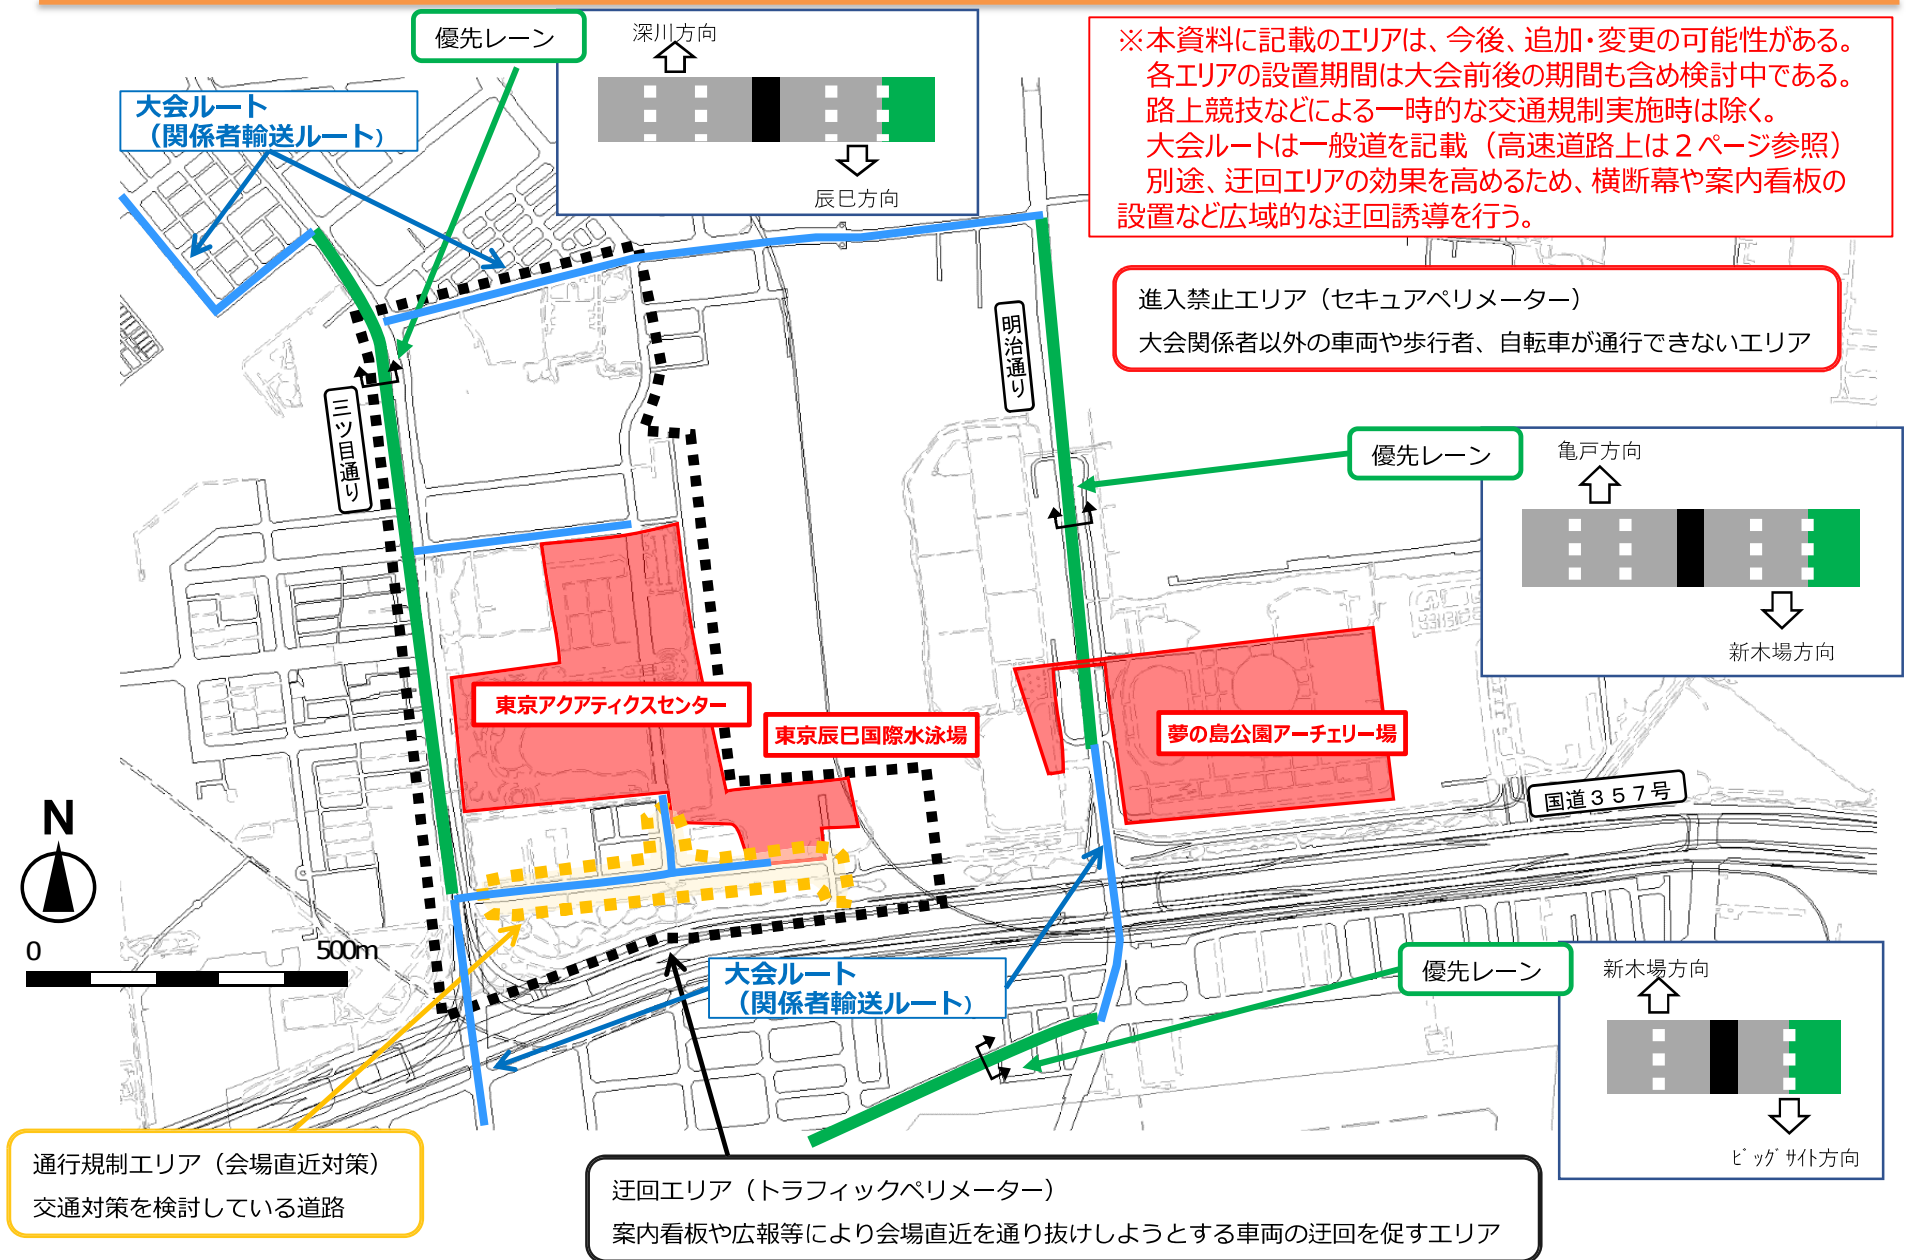 優先レーン
深川方向
辰巳方向
※本資料に記載のエリアは、今後、追加・変更の可能性がある。
各エリアの設置期間は大会前後の期間も含め検討中である。
路上競技などによる一時的な交通規制実施時は除く。
大会ルートは一般道を記載（高速道路上は２ページ参照）
別途、迂回エリアの効果を高めるため、横断幕や案内看板の
設置など広域的な迂回誘導を行う。
大会ルート
（関係者輸送ルート）
進入禁止エリア（セキュアペリメーター）
大会関係者以外の車両や歩行者、自転車が通行できないエリア
明治通り
三ツ目通り
優先レーン
亀戸方向
新木場方向
東京アクアティクスセンター
東京辰巳国際水泳場
夢の島公園アーチェリー場
国道３５７号
N
0
500m
大会ルート
（関係者輸送ルート）
優先レーン
新木場方向
ﾋﾞｯｸﾞｻｲﾄ方向
通行規制エリア（会場直近対策）
交通対策を検討している道路
迂回エリア（トラフィックペリメーター）
案内看板や広報等により会場直近を通り抜けしようとする車両の迂回を促すエリア